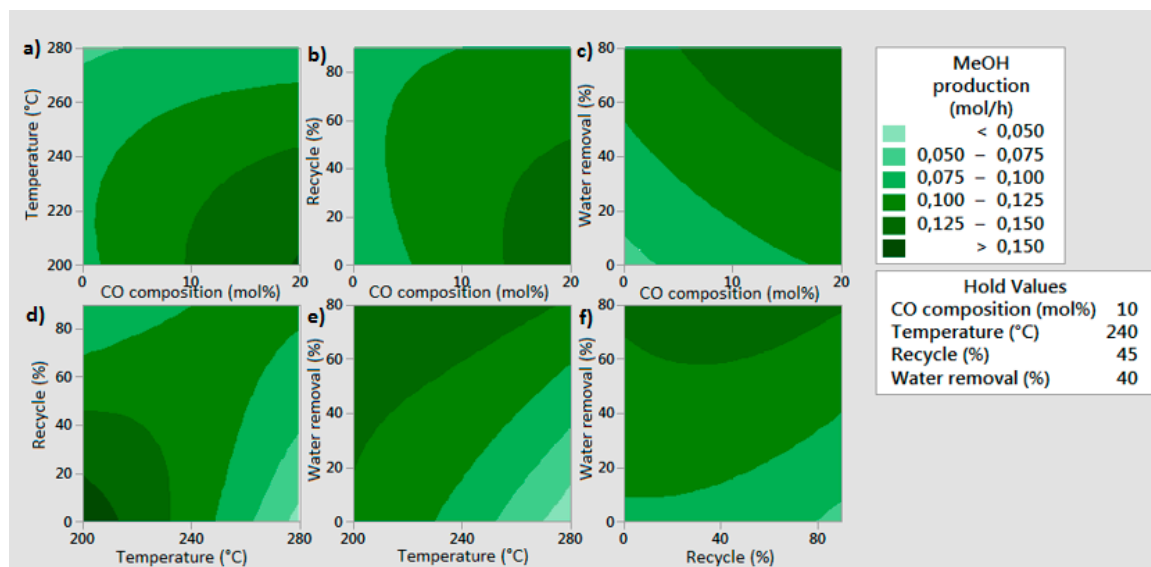 a)
280
260
240
220
200
Temperature (°C)
0
10
20
CO composition (mol%)
b)
80
60
40
20
0
Recycle (%)
0
10
20
CO composition (mol%)
c)
80
60
40
20
0
Water removal (%)
0
10
20
CO composition (mol%)
MeOH
production
(mol/h)
< 0,050
0,050 – 0,075
0,075 – 0,100
0,100 – 0,125
0,125 – 0,150
> 0,150
Hold Values
CO composition (mol%) 10
Temperature (°C) 240
Recycle (%) 45
Water removal (%) 40
d)
80
60
40
20
0
Recycle (%)
200
240
280
Temperature (°C)
e)
80
60
40
20
0
Water removal (%)
200
240
280
Temperature (°C)
f)
80
60
40
20
0
Water removal (%)
0
40
80
Recycle (%)